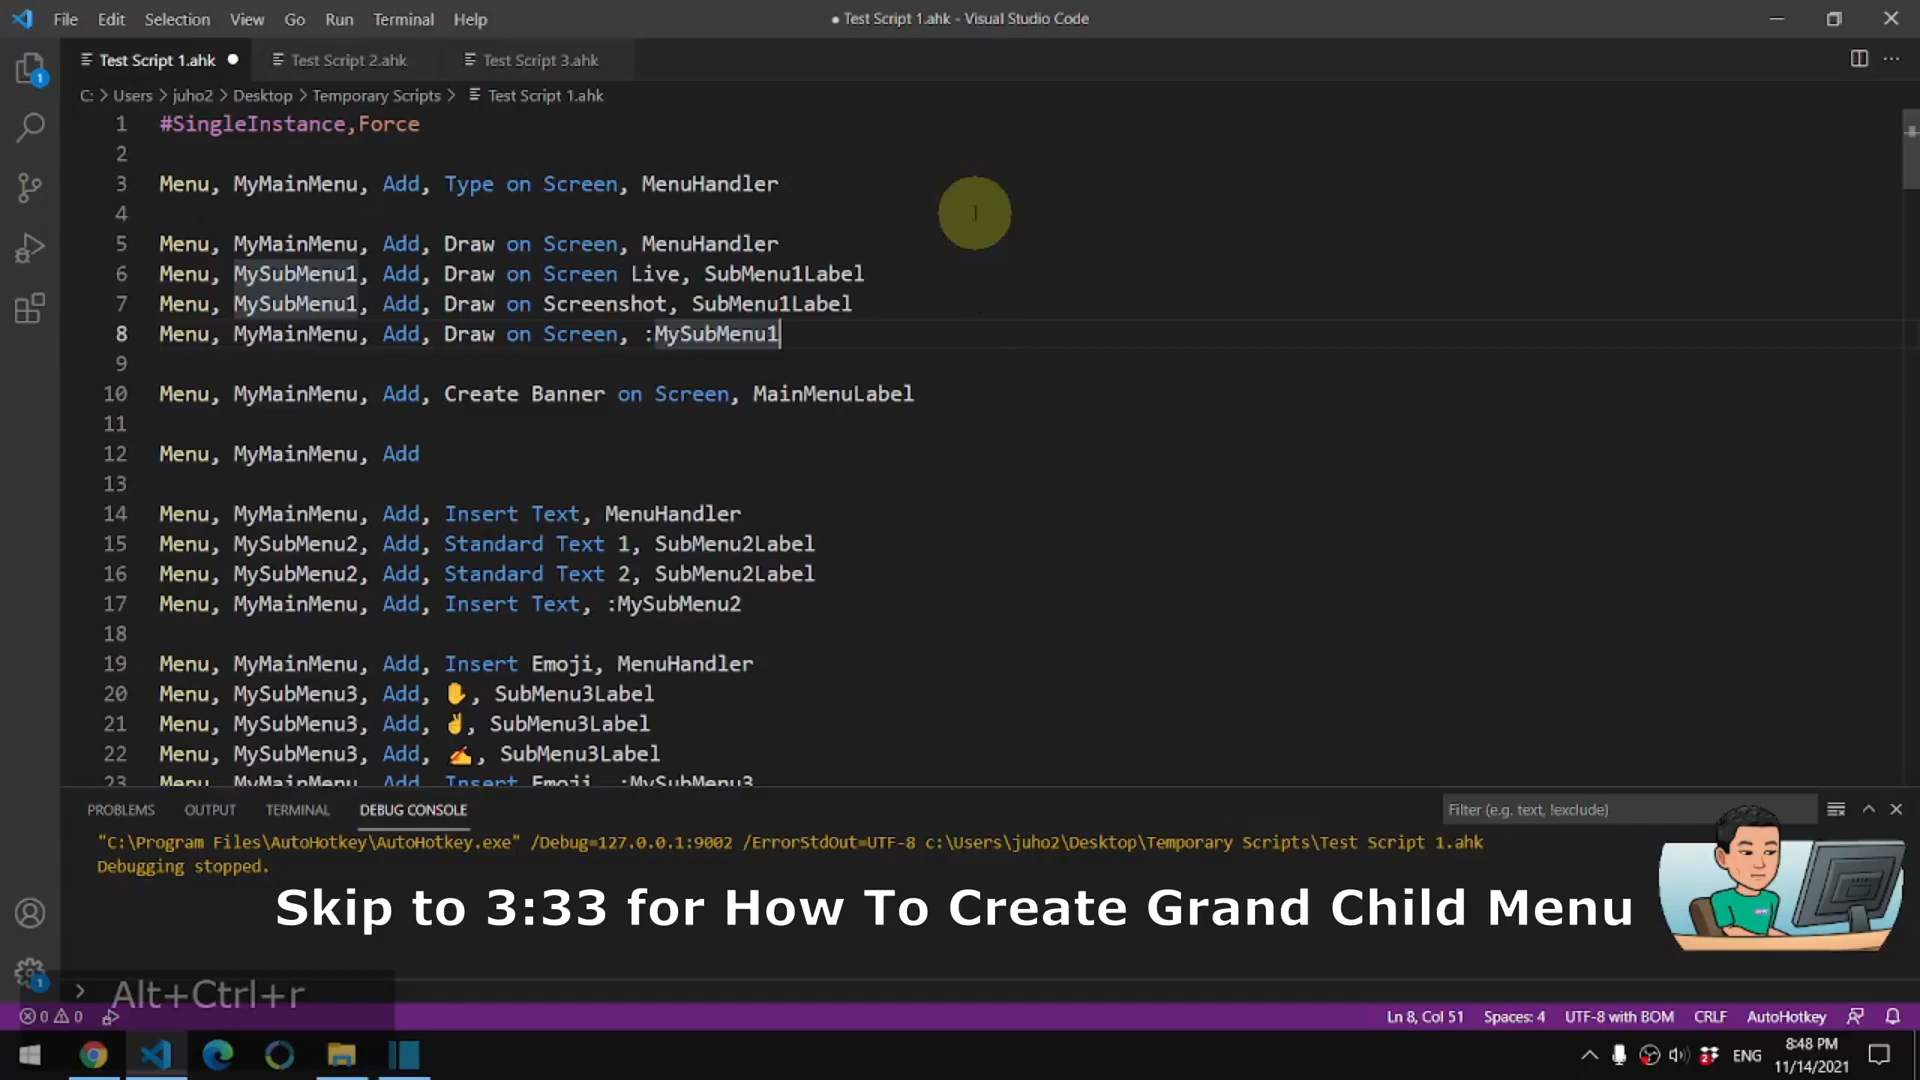 File Edit Selection View Go Run Terminal Help
● Test Script 1.ahk - Visual Studio Code
Test Script 1.ahk ● Test Script 2.ahk Test Script 3.ahk
C: > Users > juho2 > Desktop > Temporary Scripts > Test Script 1.ahk
1 #SingleInstance,Force
2
3 Menu, MyMainMenu, Add, Type on Screen, MenuHandler
4
5 Menu, MyMainMenu, Add, Draw on Screen, MenuHandler
6 Menu, MySubMenu1, Add, Draw on Screen Live, SubMenu1Label
7 Menu, MySubMenu1, Add, Draw on Screenshot, SubMenu1Label
8 Menu, MyMainMenu, Add, Draw on Screen, :MySubMenu1
9
10 Menu, MyMainMenu, Add, Create Banner on Screen, MainMenuLabel
11
12 Menu, MyMainMenu, Add
13
14 Menu, MyMainMenu, Add, Insert Text, MenuHandler
15 Menu, MySubMenu2, Add, Standard Text 1, SubMenu2Label
16 Menu, MySubMenu2, Add, Standard Text 2, SubMenu2Label
17 Menu, MyMainMenu, Add, Insert Text, :MySubMenu2
18
19 Menu, MyMainMenu, Add, Insert Emoji, MenuHandler
20 Menu, MySubMenu3, Add, ✋, SubMenu3Label
21 Menu, MySubMenu3, Add, ✌, SubMenu3Label
22 Menu, MySubMenu3, Add, ✍, SubMenu3Label
23 Menu, MyMainMenu, Add, Insert Emoji, :MySubMenu3
PROBLEMS OUTPUT TERMINAL DEBUG CONSOLE Filter (e.g. text, !exclude)
"C:\Program Files\AutoHotkey\AutoHotkey.exe" /Debug=127.0.0.1:9002 /ErrorStdOut=UTF-8 c:\Users\juho2\Desktop\Temporary Scripts\Test Script 1.ahk
Debugging stopped.
Skip to 3:33 for How To Create Grand Child Menu
Alt+Ctrl+r
0 0 Ln 8, Col 51 Spaces: 4 UTF-8 with BOM CRLF AutoHotkey
ENG 8:48 PM
11/14/2021